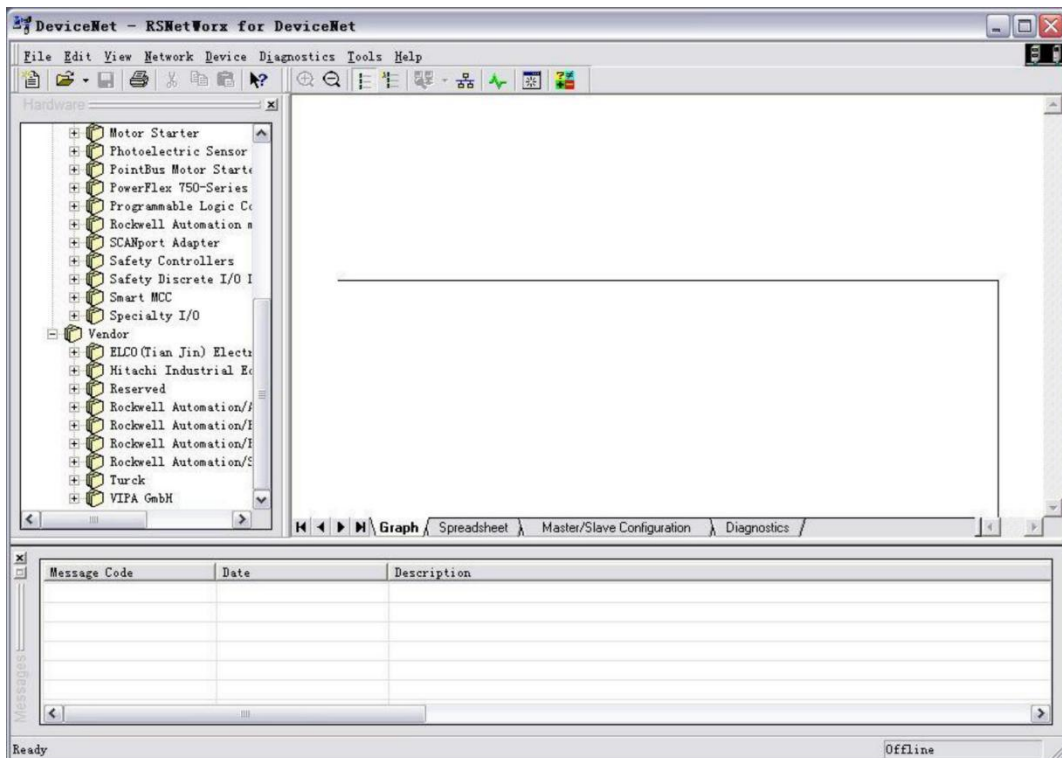 DeviceNet - RSNetWorx for DeviceNet
File Edit View Network Device Diagnostics Tools Help
Hardware
Motor Starter
Photoelectric Sensor
PointBus Motor Starte
PowerFlex 750-Series
Programmable Logic Co
Rockwell Automation m
SCANport Adapter
Safety Controllers
Safety Discrete I/O I
Smart MCC
Specialty I/O
Vendor
ELCO(Tian Jin) Electr
Hitachi Industrial Eq
Reserved
Rockwell Automation/A
Rockwell Automation/
Rockwell Automation/
Rockwell Automation/S
Turck
VIPA GmbH
Graph Spreadsheet Master/Slave Configuration Diagnostics
Message Code Date Description
Messages
Ready Offline